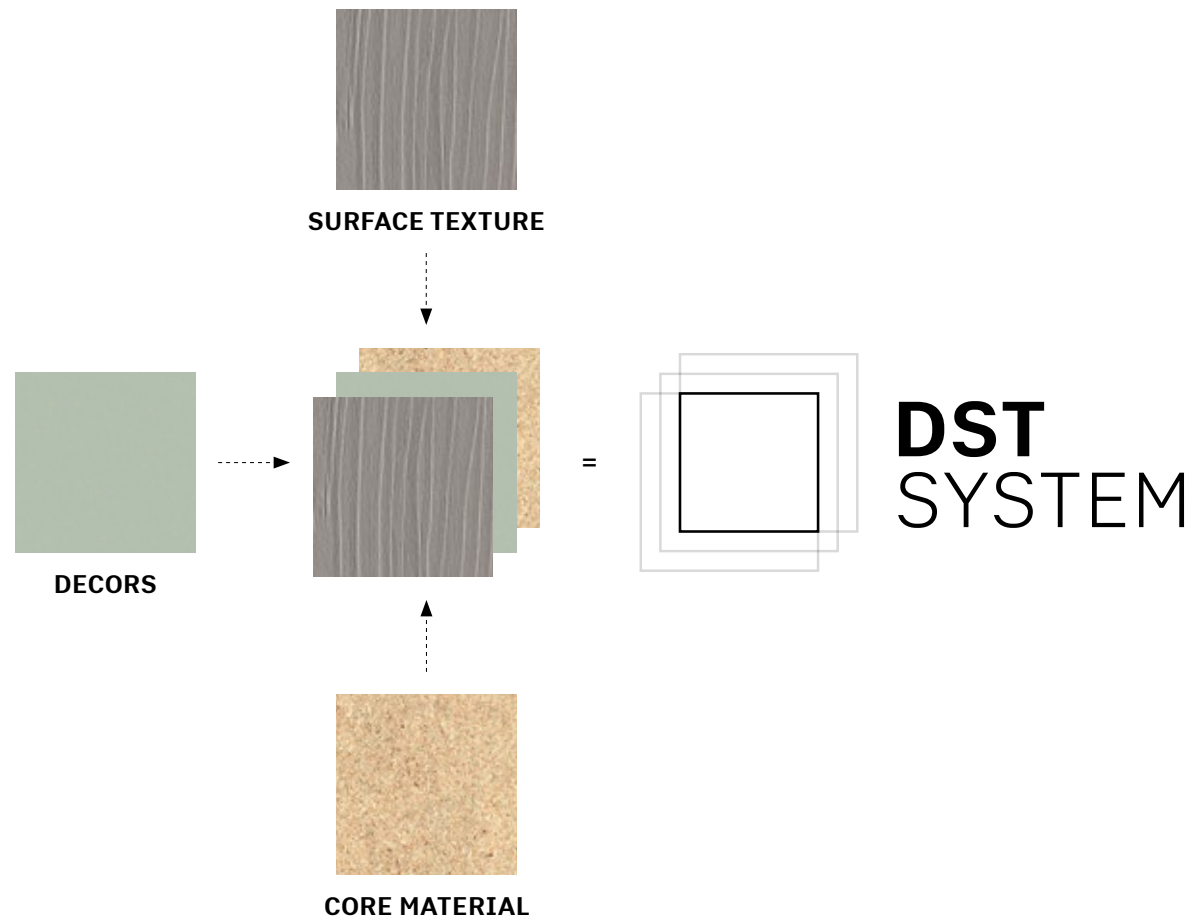 SURFACE TEXTURE
DECORS
=
DST
SYSTEM
CORE MATERIAL